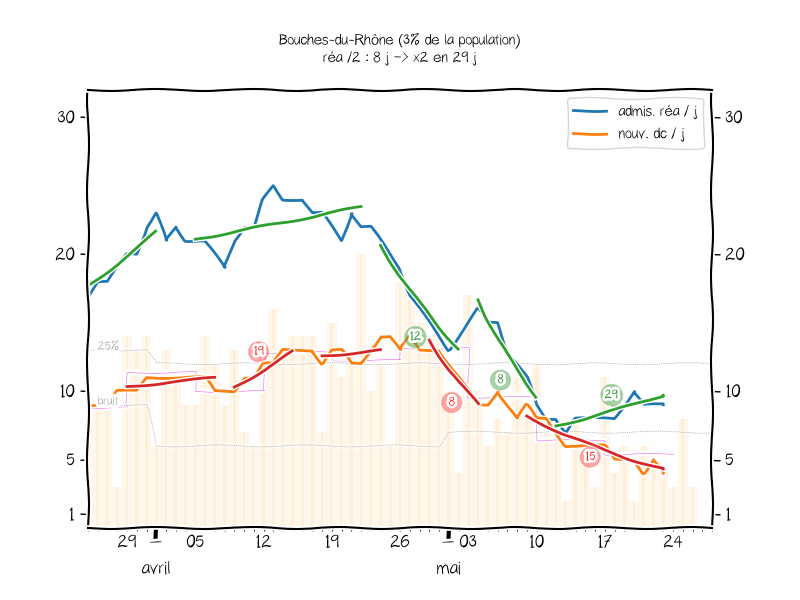 Bouches-du-Rhône (3% de la population)
réa /2 : 8 j -> x2 en 29 j
admis. réa / j
nouv. dc / j
30 30
20 20
10 10
5 5
1 1
25%
bruit
19
12
8
8
29
15
29 05 12 19 26 03 10 17 24
avril mai